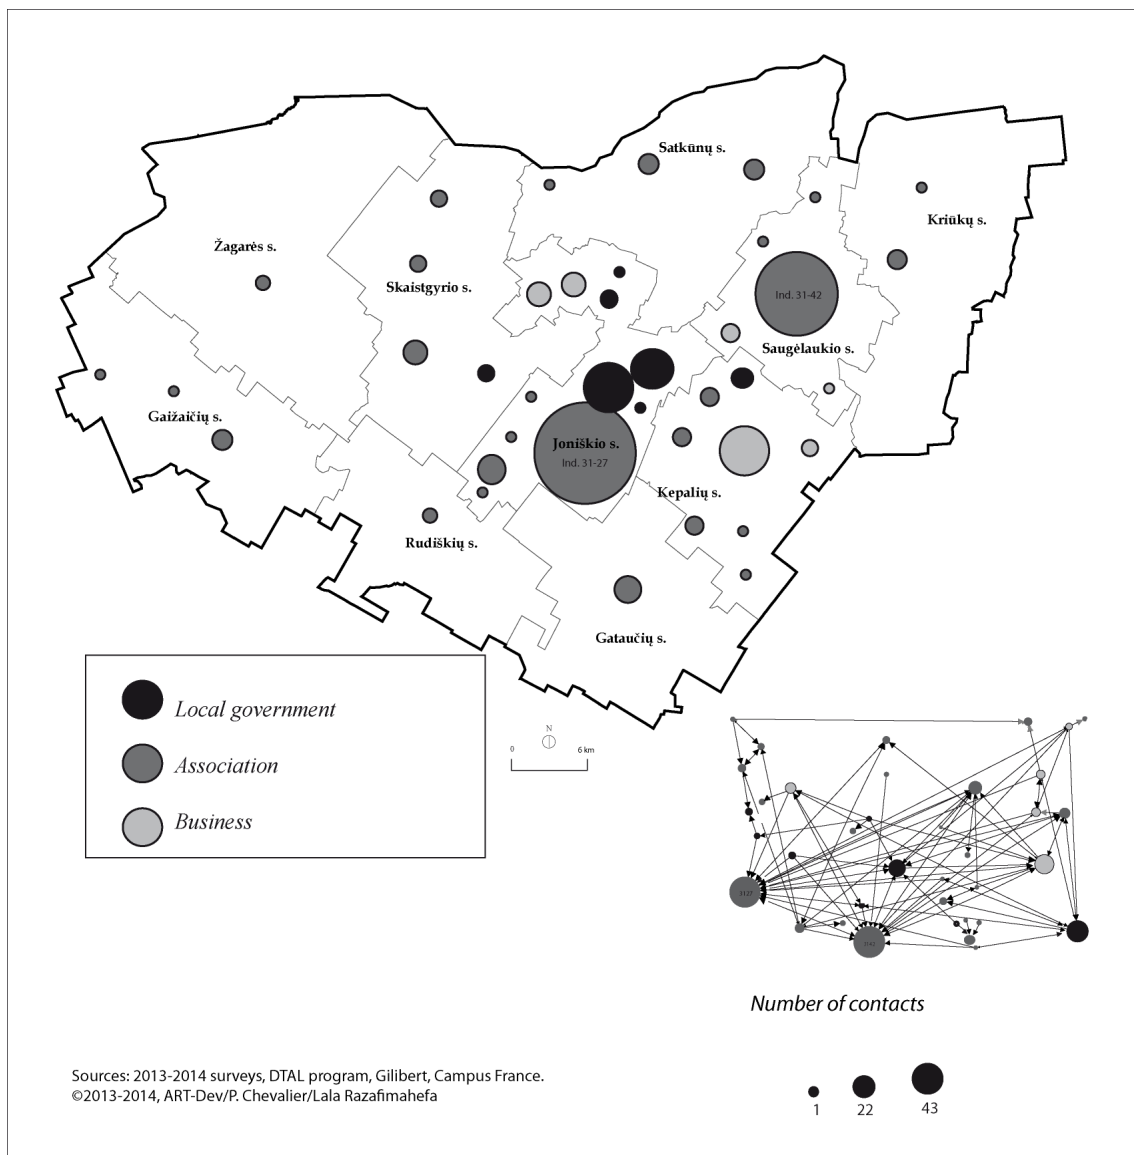 Satkūnų s.
Kriūkų s.
Žagarės s.
Skaistgyrio s.
Ind. 31-42
Saugėlaukio s.
Gaižaičių s.
Joniškio s.
Ind. 31-27
Kepalių s.
Rudiškių s.
Gataučių s.
Local government
Association
Business
N
0 6 km
3127
3142
Number of contacts
Sources: 2013-2014 surveys, DTAL program, Gilibert, Campus France.
©2013-2014, ART-Dev/P. Chevalier/Lala Razafimahefa
1 22 43